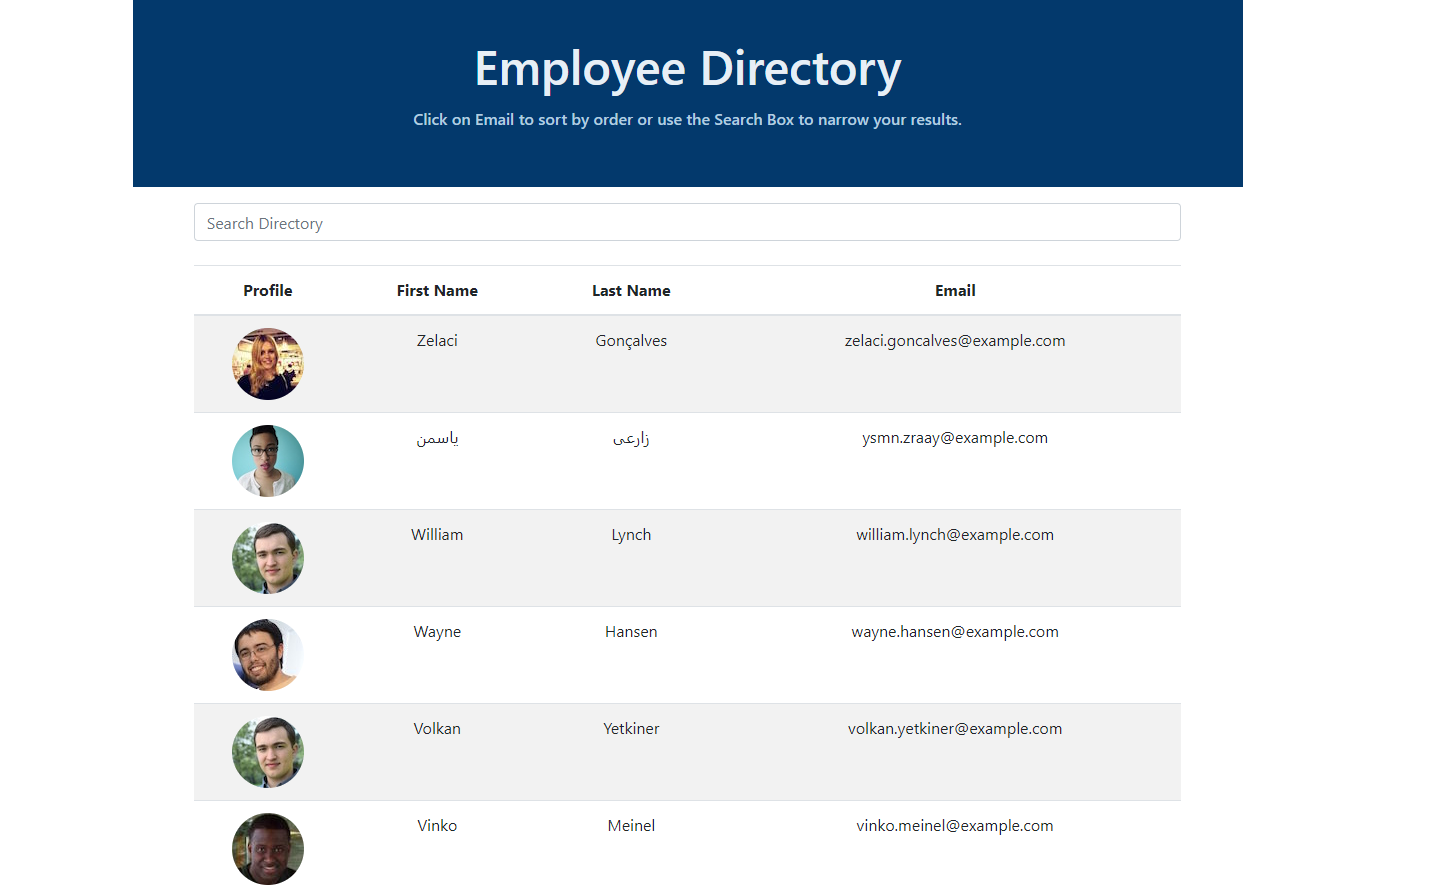 Employee Directory
Click on Email to sort by order or use the Search Box to narrow your results.
Search Directory
Profile First Name Last Name Email
Zelaci Gonçalves zelaci.goncalves@example.com
یاسمن زارعی ysmn.zraay@example.com
William Lynch william.lynch@example.com
Wayne Hansen wayne.hansen@example.com
Volkan Yetkiner volkan.yetkiner@example.com
Vinko Meinel vinko.meinel@example.com